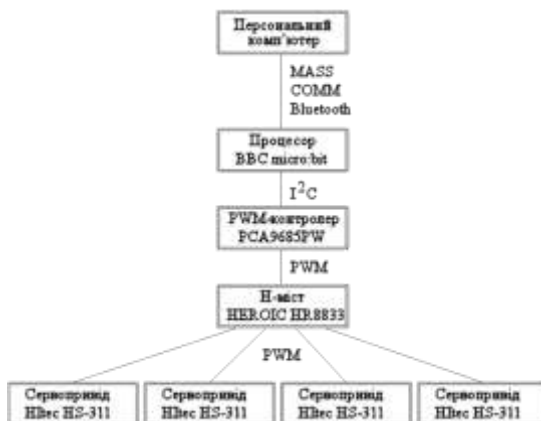 Персональний
комп'ютер
MASS
COMM
Bluetooth
Процесор
BBC micro:bit
I²C
PWM-контролер
PCA9685PW
PWM
Н-міст
HEROIC HR8833
PWM
Сервопривід Сервопривід Сервопривід Сервопривід
Hitec HS-311 Hitec HS-311 Hitec HS-311 Hitec HS-311